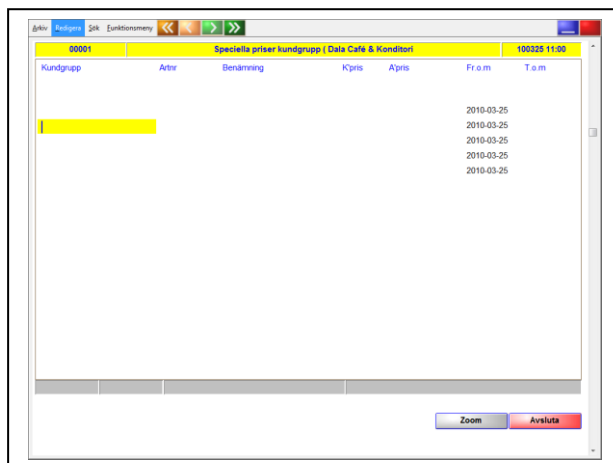 Arkiv Redigera Sök Funktionsmeny
00001 Speciella priser kundgrupp ( Dala Café & Konditori 100325 11:00
Kundgrupp Artnr Benämning K'pris A'pris Fr.o.m T.o.m
2010-03-25
2010-03-25
2010-03-25
2010-03-25
2010-03-25
Zoom Avsluta